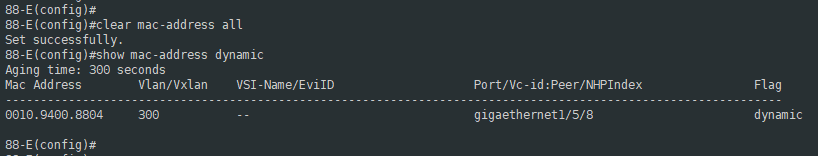 88-E(config)#
88-E(config)#clear mac-address all
Set successfully.
88-E(config)#show mac-address dynamic
Aging time: 300 seconds
Mac Address Vlan/Vxlan VSI-Name/EviID Port/Vc-id:Peer/NHPIndex Flag
--------------------------------------------------------------------------------------------------------------
0010.9400.8804 300 -- gigaethernet1/5/8 dynamic
88-E(config)#